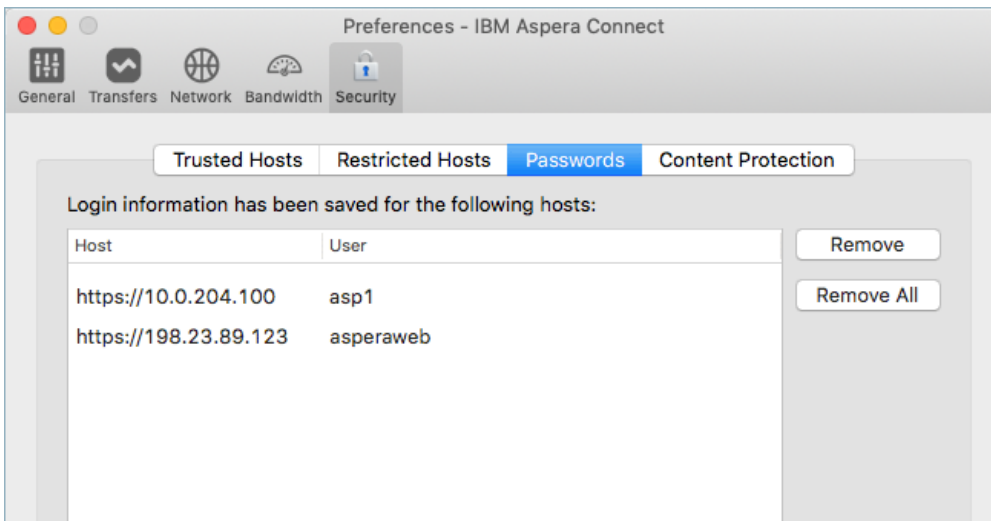 Preferences - IBM Aspera Connect
General Transfers Network Bandwidth Security
Trusted Hosts Restricted Hosts Passwords Content Protection
Login information has been saved for the following hosts:
Host User Remove
https://10.0.204.100 asp1 Remove All
https://198.23.89.123 asperaweb